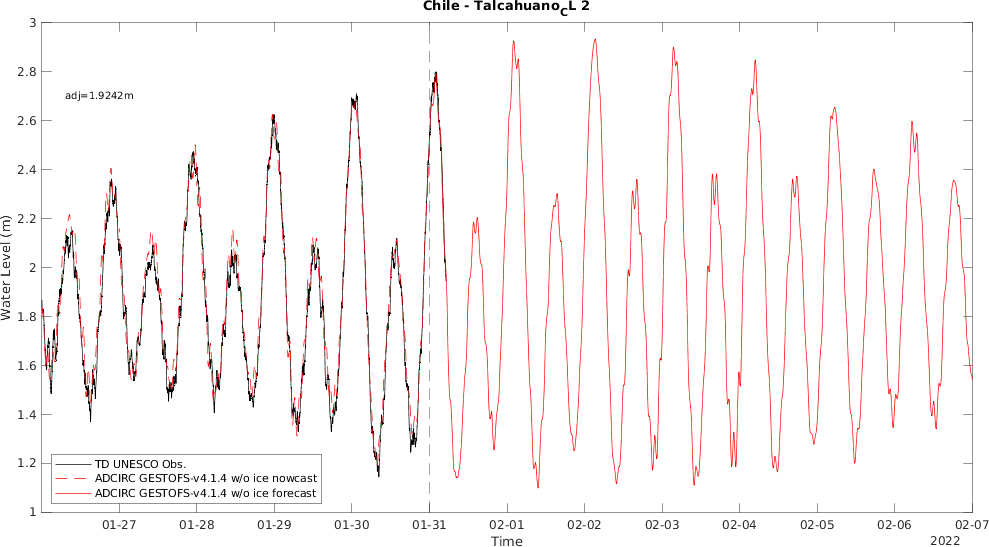 Chile - Talcahuano_CL 2
adj=1.9242m
Water Level (m)
3
2.8
2.6
2.4
2.2
2
1.8
1.6
1.4
1.2
1
TD UNESCO Obs.
ADCIRC GESTOFS-v4.1.4 w/o ice nowcast
ADCIRC GESTOFS-v4.1.4 w/o ice forecast
01-27 01-28 01-29 01-30 01-31 02-01 02-02 02-03 02-04 02-05 02-06 02-07
Time
2022